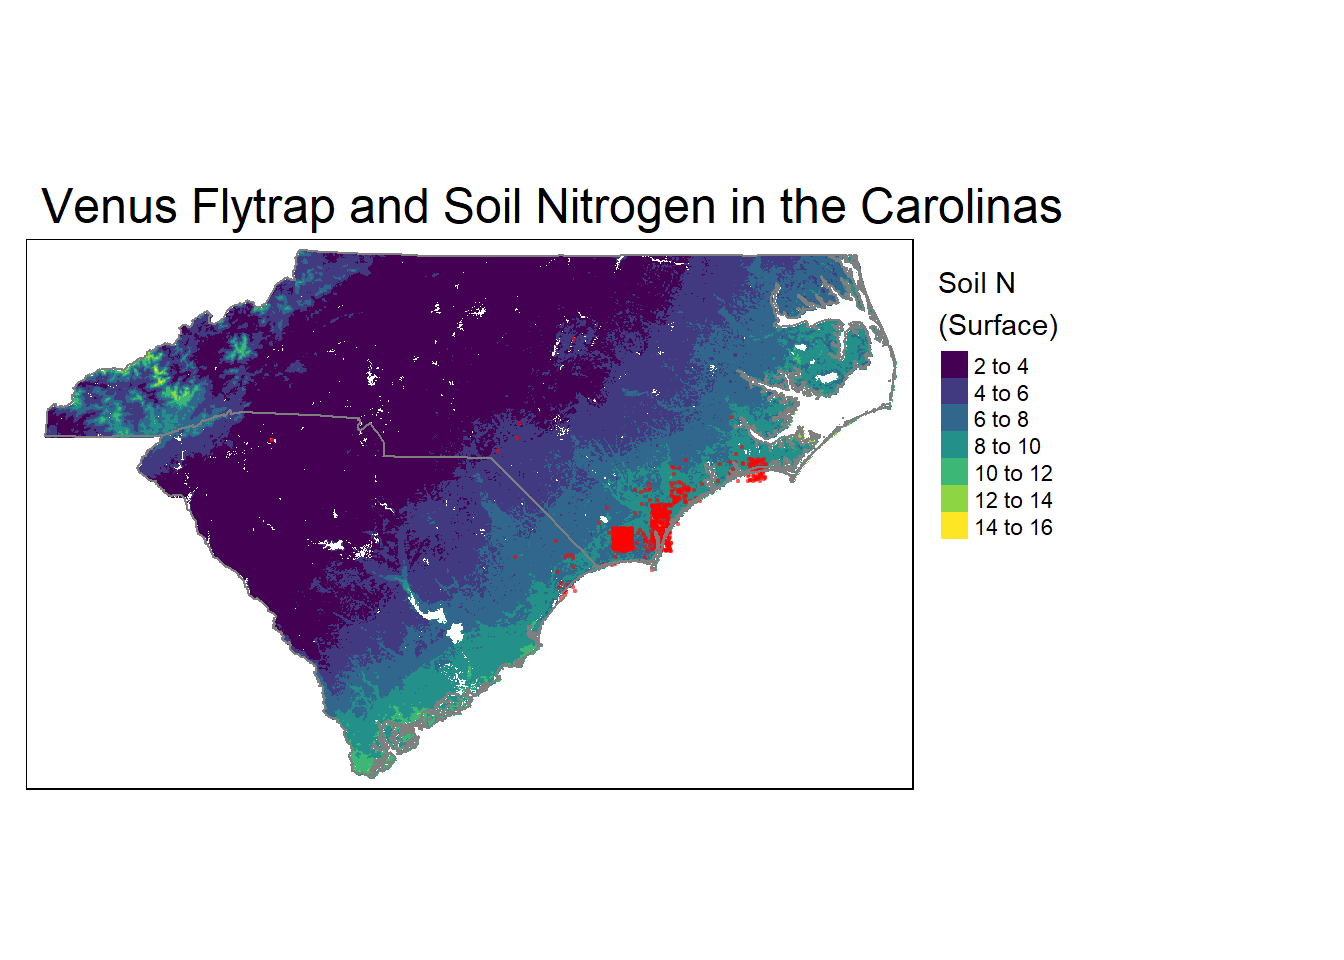 Venus Flytrap and Soil Nitrogen in the Carolinas
Soil N
(Surface)
2 to 4
4 to 6
6 to 8
8 to 10
10 to 12
12 to 14
14 to 16